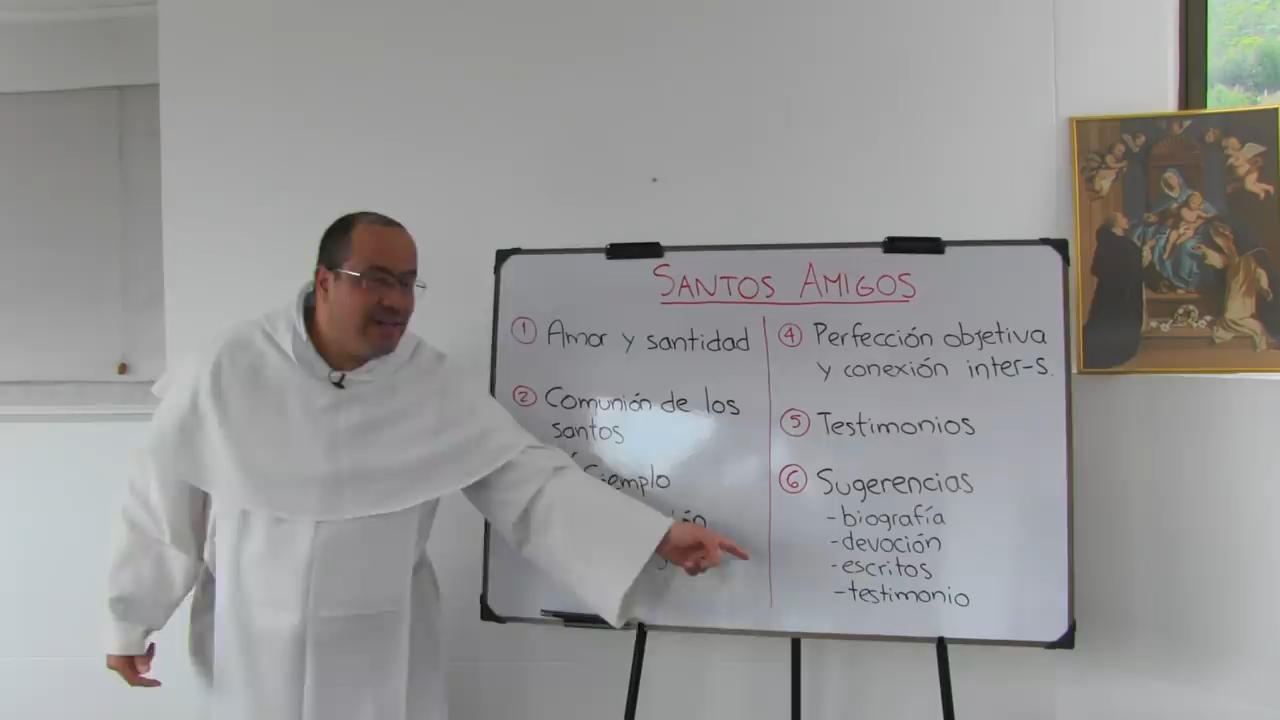 SANTOS AMIGOS
① Amor y santidad
② Comunión de los
santos
Ejemplo
④ Perfección objetiva
y conexión inter-s.
⑤ Testimonios
⑥ Sugerencias
-biografía
-devoción
-escritos
-testimonio